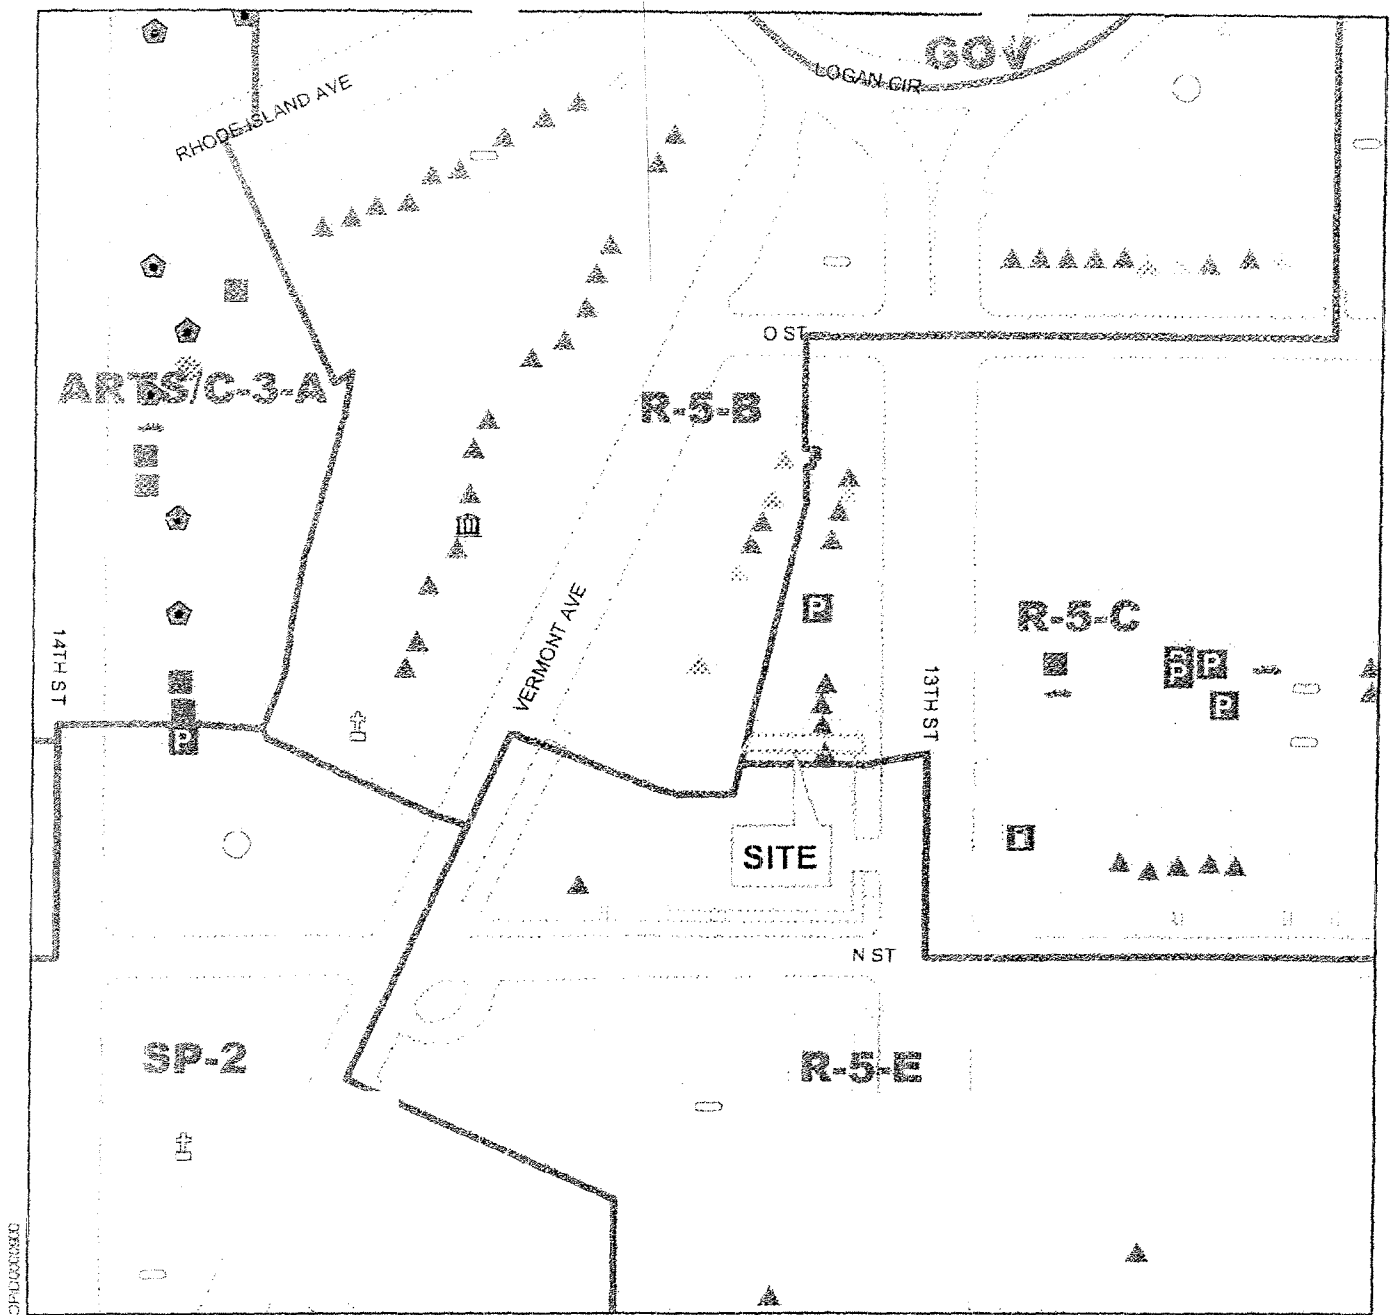 GOV
LOGAN CIR
RHODE ISLAND AVE
O ST
ARTS/C-3-A
R-5-B
P
VERMONT AVE
R-5-C
P
P
P
14TH ST
13TH ST
P
SITE
N ST
SP-2
R-5-E